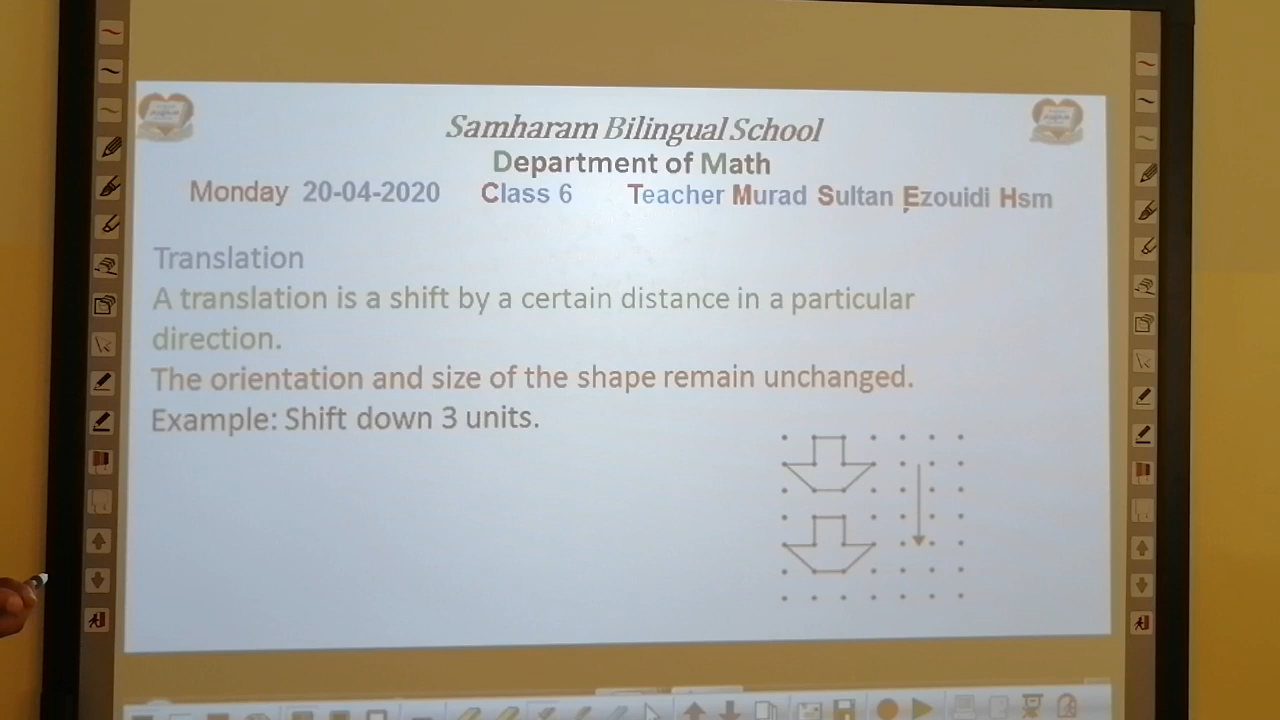 Samharam Bilingual School
Department of Math
Monday 20-04-2020 Class 6 Teacher Murad Sultan Ezouidi Hsm
Translation
A translation is a shift by a certain distance in a particular
direction.
The orientation and size of the shape remain unchanged.
Example: Shift down 3 units.